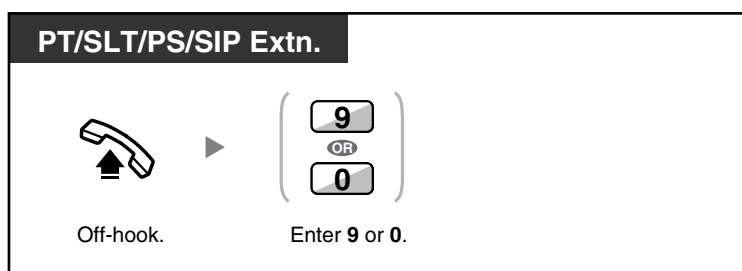 PT/SLT/PS/SIP Extn.
9
OR
0
Off-hook.
Enter 9 or 0.